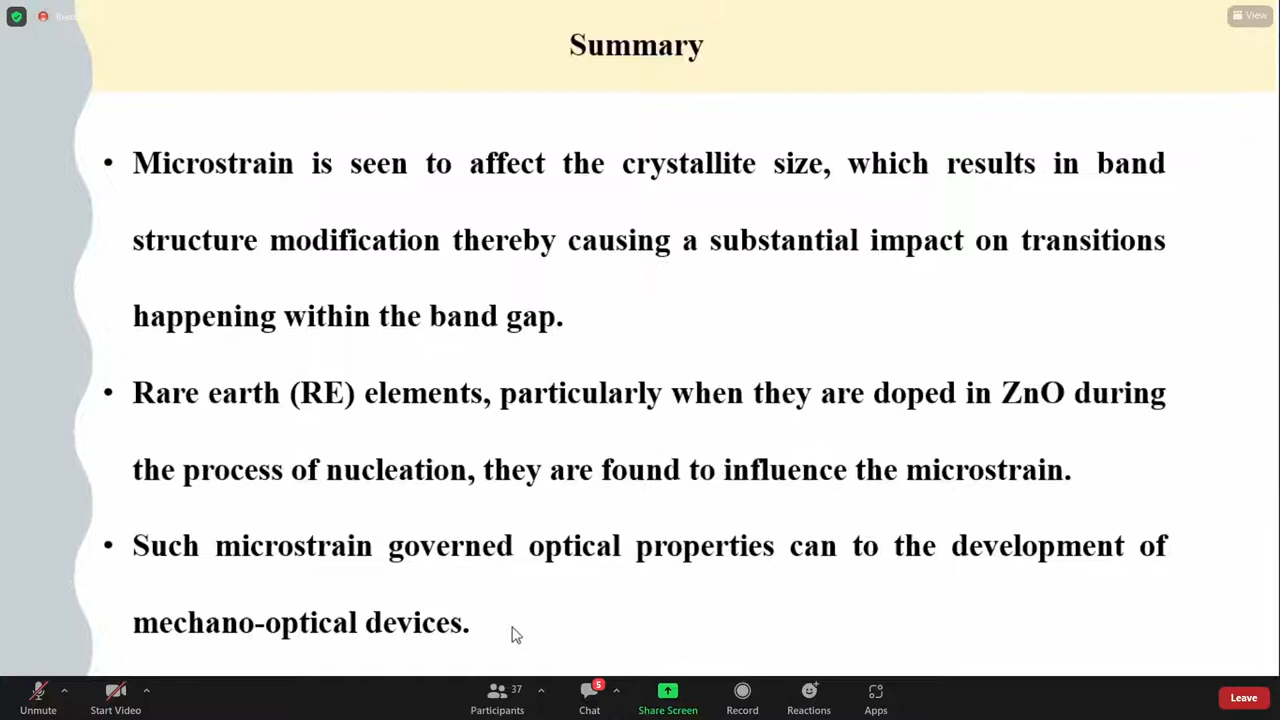 View
Summary
• Microstrain is seen to affect the crystallite size, which results in band
structure modification thereby causing a substantial impact on transitions
happening within the band gap.
• Rare earth (RE) elements, particularly when they are doped in ZnO during
the process of nucleation, they are found to influence the microstrain.
• Such microstrain governed optical properties can to the development of
mechano-optical devices.
37
5
Unmute
Start Video
Participants
Chat
Share Screen
Record
Reactions
Apps
Leave